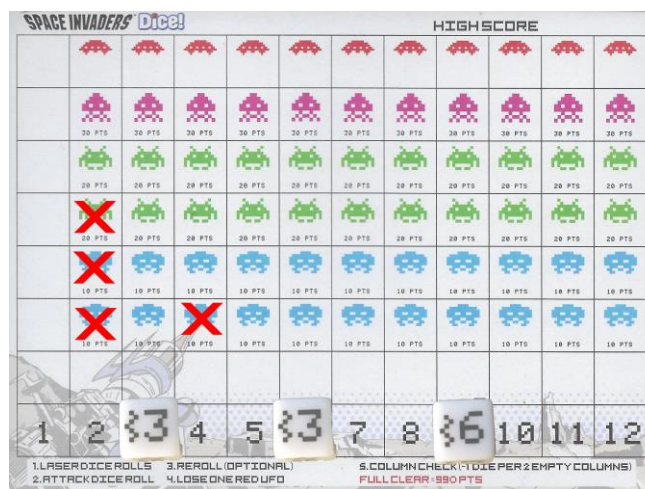 SPACE INVADERS Dice! HIGH SCORE
30 PTS 30 PTS 30 PTS 30 PTS 30 PTS 30 PTS 30 PTS 30 PTS 30 PTS 30 PTS 30 PTS
20 PTS 20 PTS 20 PTS 20 PTS 20 PTS 20 PTS 20 PTS 20 PTS 20 PTS 20 PTS 20 PTS
20 PTS 20 PTS 20 PTS 20 PTS 20 PTS 20 PTS 20 PTS 20 PTS 20 PTS 20 PTS 20 PTS
10 PTS 10 PTS 10 PTS 10 PTS 10 PTS 10 PTS 10 PTS 10 PTS 10 PTS 10 PTS 10 PTS
10 PTS 10 PTS 10 PTS 10 PTS 10 PTS 10 PTS 10 PTS 10 PTS 10 PTS 10 PTS 10 PTS
1 2 3 4 5 3 7 8 6 10 11 12
1.LASER DICE ROLLS 3.REROLL (OPTIONAL) 5.COLUMN CHECK (-1 DIE PER 2 EMPTY COLUMNS)
2.ATTACK DICE ROLL 4.LOSE ONE RED UFO FULL CLEAR=990 PTS